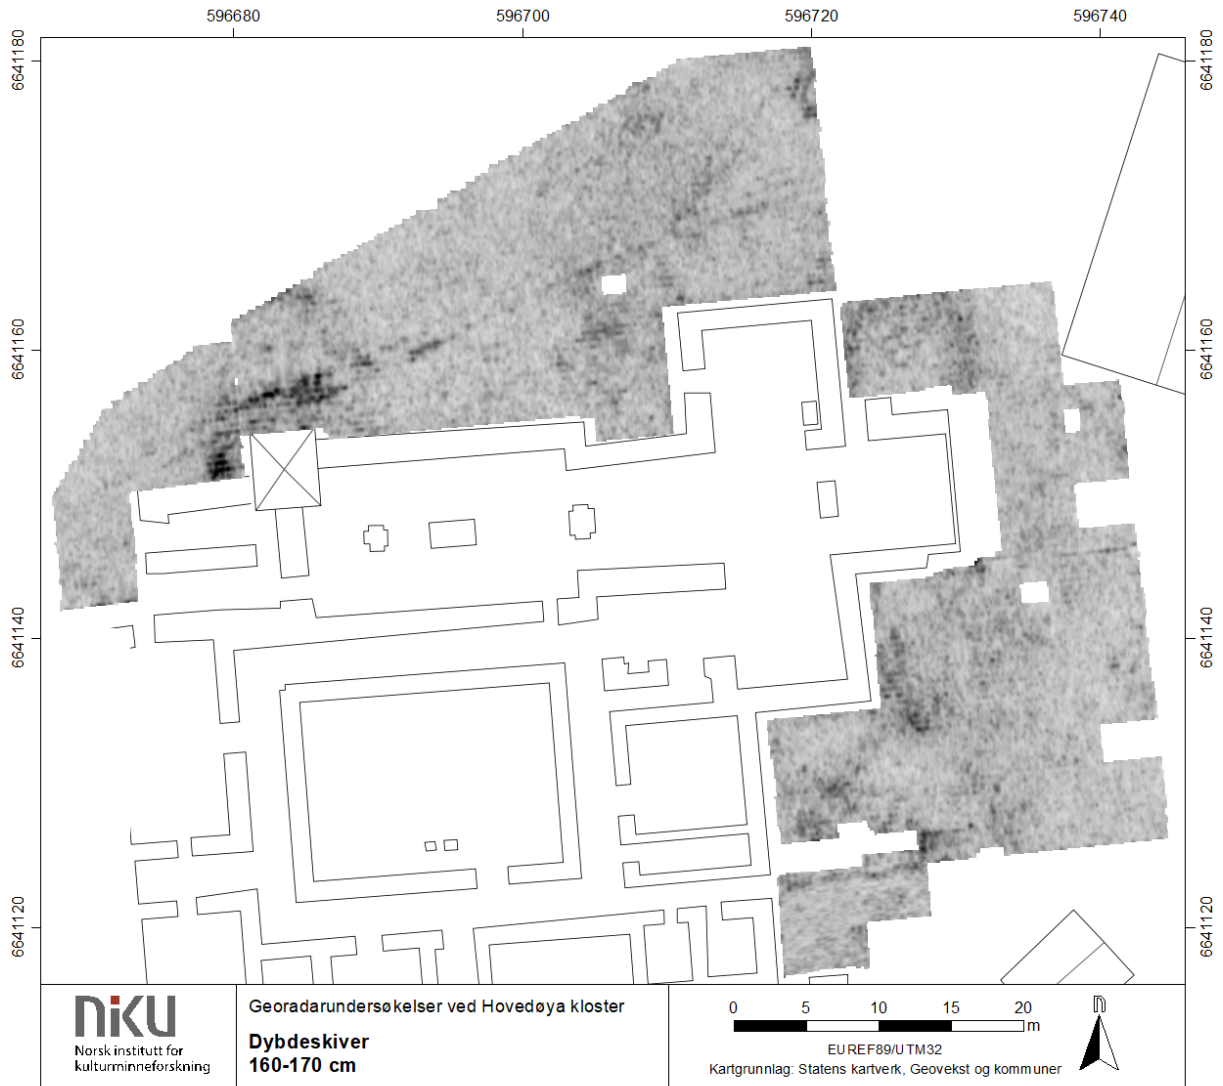 596680 596700 596720 596740
6641180 6641180
6641160 6641160
6641140 6641140
6641120 6641120
niku
Norsk institutt for
kulturminneforskning
Georadarundersøkelser ved Hovedøya kloster
Dybdeskiver
160-170 cm
0 5 10 15 20
m
EUREF89/UTM32
Kartgrunnlag: Statens kartverk, Geovekst og kommuner
n